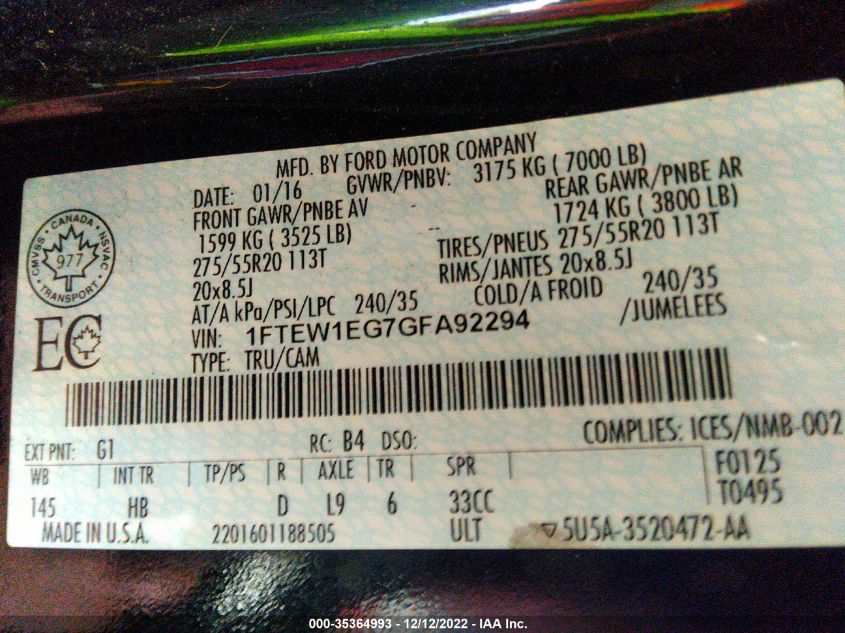 MFD. BY FORD MOTOR COMPANY
DATE: 01/16 GVWR/PNBV: 3175 KG ( 7000 LB)
FRONT GAWR/PNBE AV -- REAR GAWR/PNBE AR
1599 KG ( 3525 LB) 1724 KG ( 3800 LB)
275/55R20 113T TIRES/PNEUS 275/55R20 113T
20x8.5J RIMS/JANTES 20x8.5J
AT/A kPa/PSI/LPC 240/35 COLD/A FROID 240/35
VIN: 1FTEW1EG7GFA92294 /JUMELEES
TYPE: TRU/CAM
CMVSS CANADA NSVAC
977
TRANSPORT
EC
EXT PNT: G1 RC: B4 DSO: COMPLIES: ICES/NMB-002
WB INT TR TP/PS R AXLE TR SPR F0125
145 HB D L9 6 33CC T0495
MADE IN U.S.A. 2201601188505 ULT ▽5U5A-3520472-AA
000-35364993 - 12/12/2022 - IAA Inc.